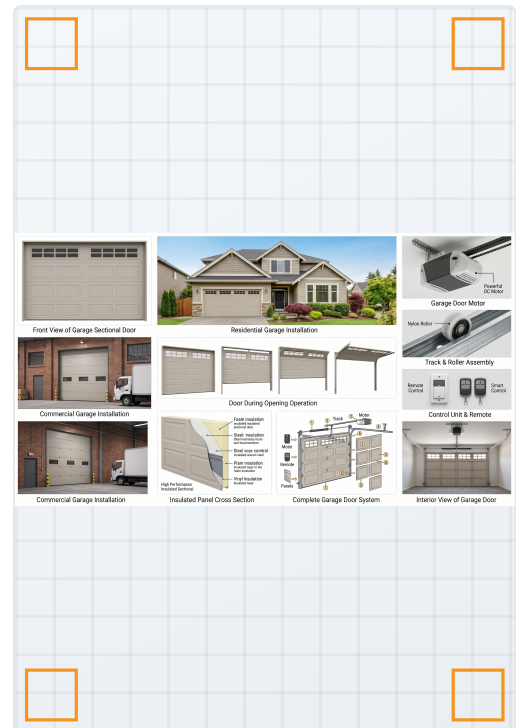 Front View of Garage Sectional Door
Residential Garage Installation
Powerful
DC Motor
Garage Door Motor
Nylon Roller
Track & Roller Assembly
Commercial Garage Installation
Door During Opening Operation
Remote
Control
Smart
Control
Control Unit & Remote
Foam insulation
Steel insulation
Steel voax control
Plam insulation
Vinyl Insulation
High Performance
Insulated Sectional
Insulated Panel Cross Section
Track
Motor
Motor
Remote
Panels
Complete Garage Door System
Commercial Garage Installation
Interior View of Garage Door